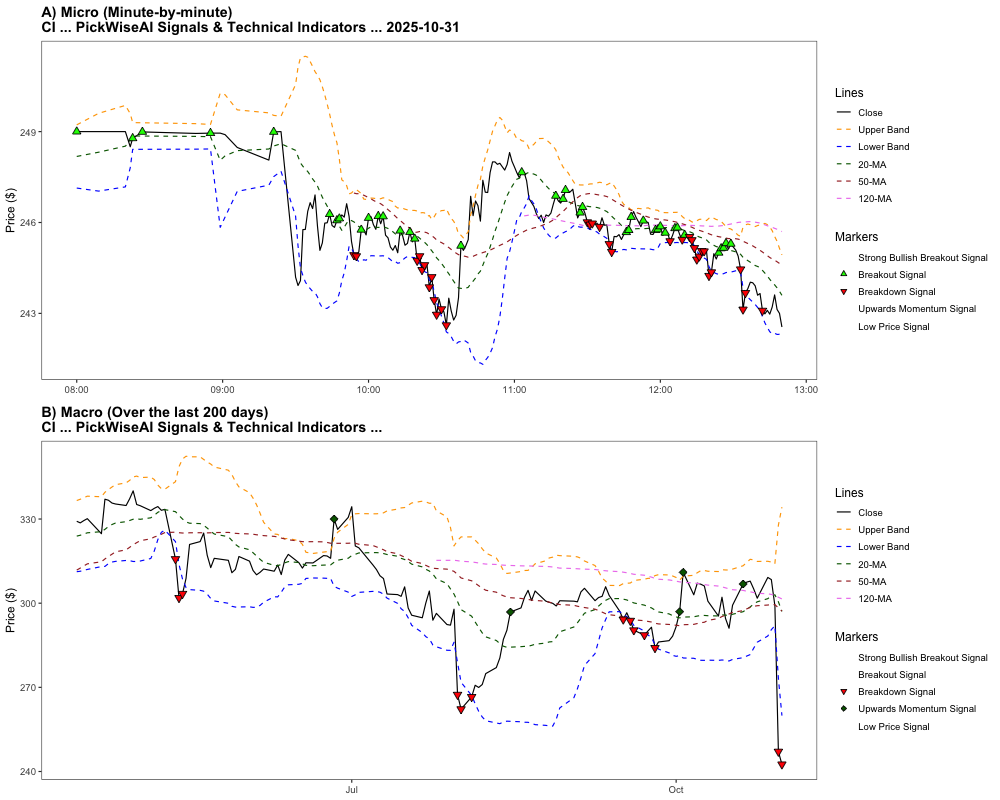 A) Micro (Minute-by-minute)
CI ... PickWiseAI Signals & Technical Indicators ... 2025-10-31
Price ($)
249
246
243
08:00
09:00
10:00
11:00
12:00
13:00
Lines
Close
Upper Band
Lower Band
20-MA
50-MA
120-MA
Markers
Strong Bullish Breakout Signal
Breakout Signal
Breakdown Signal
Upwards Momentum Signal
Low Price Signal
B) Macro (Over the last 200 days)
CI ... PickWiseAI Signals & Technical Indicators ...
Price ($)
330
300
270
240
Jul
Oct
Lines
Close
Upper Band
Lower Band
20-MA
50-MA
120-MA
Markers
Strong Bullish Breakout Signal
Breakout Signal
Breakdown Signal
Upwards Momentum Signal
Low Price Signal